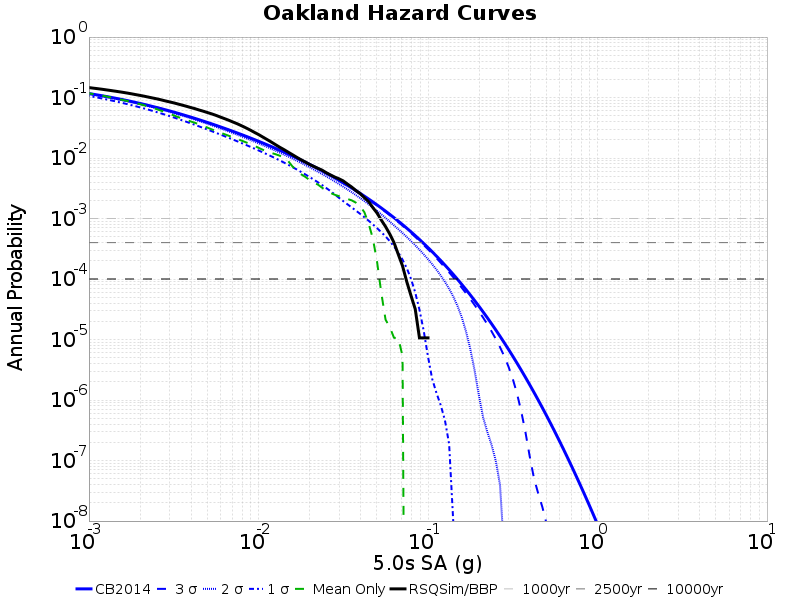 Oakland Hazard Curves
Annual Probability
10^0
10^-1
10^-2
10^-3
10^-4
10^-5
10^-6
10^-7
10^-8
10^-3 10^-2 10^-1 10^0 10^1
5.0s SA (g)
CB2014 3 σ 2 σ 1 σ Mean Only RSQSim/BBP 1000yr 2500yr 10000yr